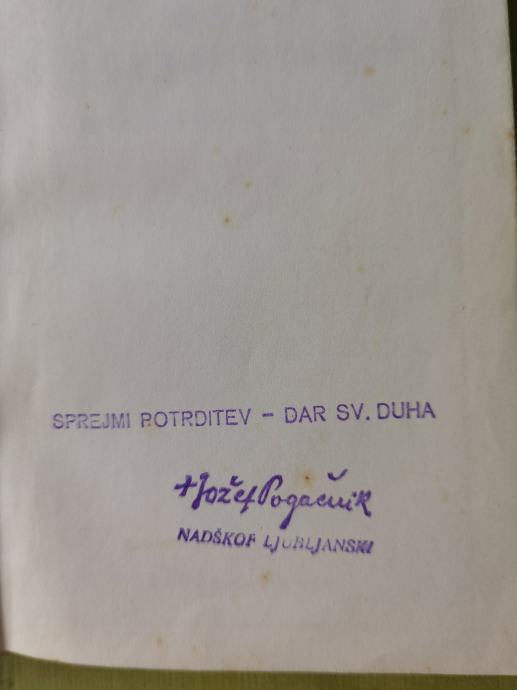 SPREJMI POTRDITEV - DAR SV. DUHA
+ Jožef Pogačnik
NADŠKOF LJUBLJANSKI